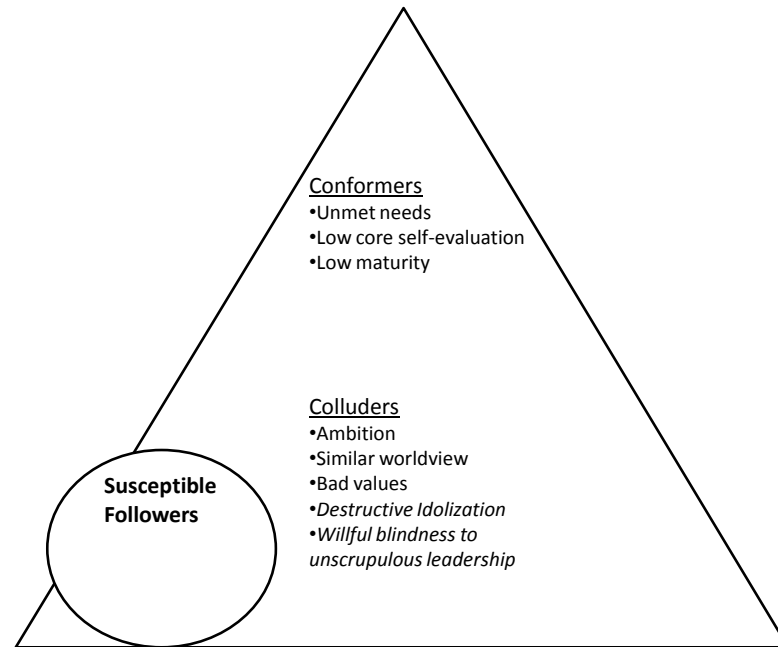 Conformers
•Unmet needs
•Low core self-evaluation
•Low maturity
Colluders
•Ambition
•Similar worldview
•Bad values
•Destructive Idolization
•Willful blindness to
unscrupulous leadership
Susceptible
Followers